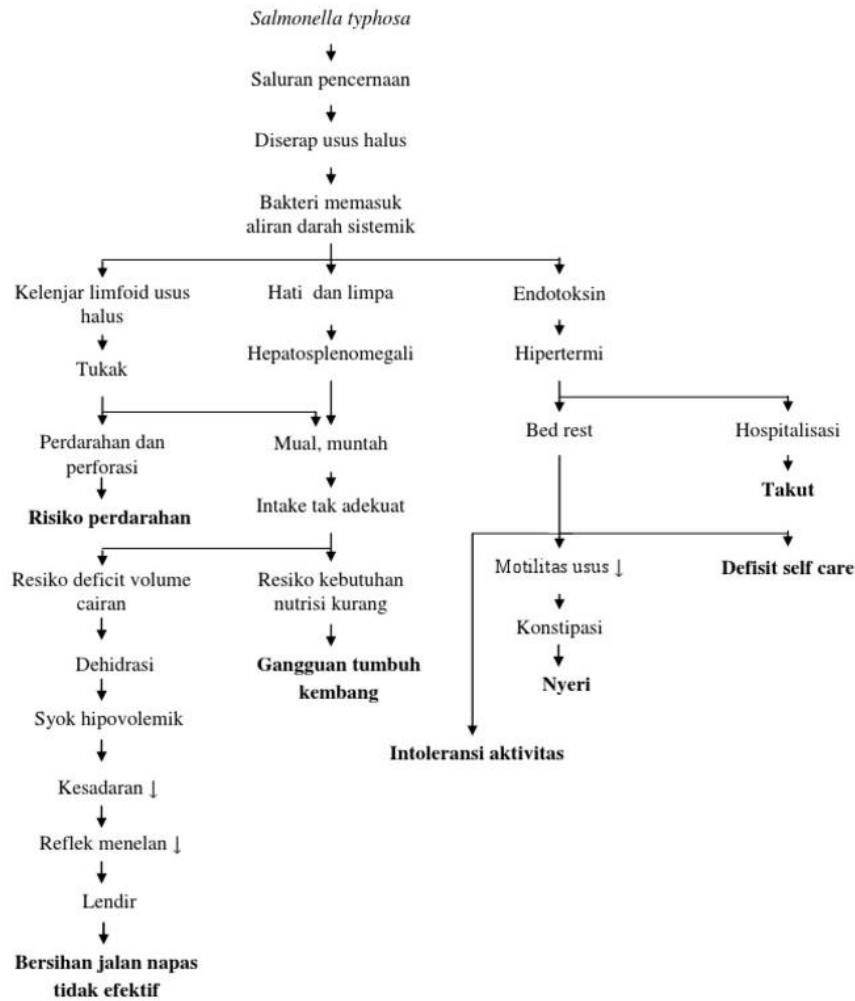 Salmonella typhosa
Saluran pencernaan
Diserap usus halus
Bakteri memasuk
aliran darah sistemik
Kelenjar limfoid usus
halus
Hati dan limpa
Endotoksin
Tukak
Hepatosplenomegali
Hipertermi
Perdarahan dan
perforasi
Mual, muntah
Bed rest
Hospitalisasi
Risiko perdarahan
Intake tak adekuat
Takut
Resiko deficit volume
cairan
Resiko kebutuhan
nutrisi kurang
Motilitas usus ↓
Defisit self care
Dehidrasi
Gangguan tumbuh
kembang
Konstipasi
Nyeri
Syok hipovolemik
Intoleransi aktivitas
Kesadaran ↓
Reflek menelan ↓
Lendir
Bersihan jalan napas
tidak efektif